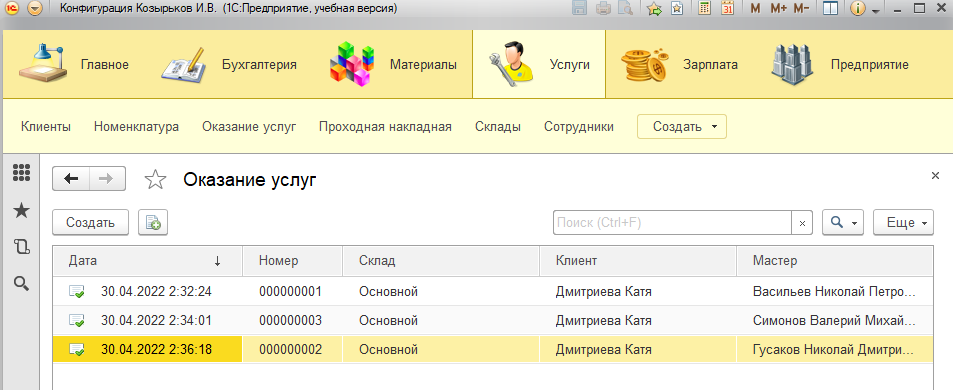 Конфигурация Козырьков И.В. (1С:Предприятие, учебная версия) M M+ M-
Главное Бухгалтерия Материалы Услуги Зарплата Предприятие
Клиенты Номенклатура Оказание услуг Проходная накладная Склады Сотрудники Создать
Оказание услуг
Создать Поиск (Ctrl+F) Еще
Дата Номер Склад Клиент Мастер
30.04.2022 2:32:24 000000001 Основной Дмитриева Катя Васильев Николай Петро...
30.04.2022 2:34:01 000000003 Основной Дмитриева Катя Симонов Валерий Михай...
30.04.2022 2:36:18 000000002 Основной Дмитриева Катя Гусаков Николай Дмитри...